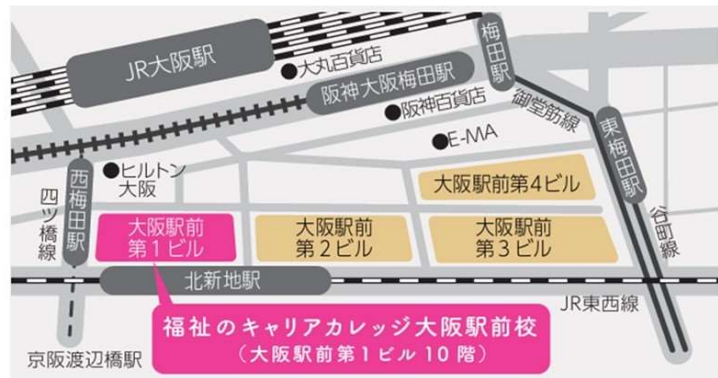 JR大阪駅
●大丸百貨店
梅田駅
阪神大阪梅田駅
●阪神百貨店
御堂筋線
●E-MA
東梅田駅
●ヒルトン
大阪
西梅田駅
四ツ橋線
大阪駅前第4ビル
大阪駅前
第1ビル
大阪駅前
第2ビル
大阪駅前
第3ビル
谷町線
北新地駅
JR東西線
福祉のキャリアカレッジ大阪駅前校
（大阪駅前第1ビル10階）
京阪渡辺橋駅